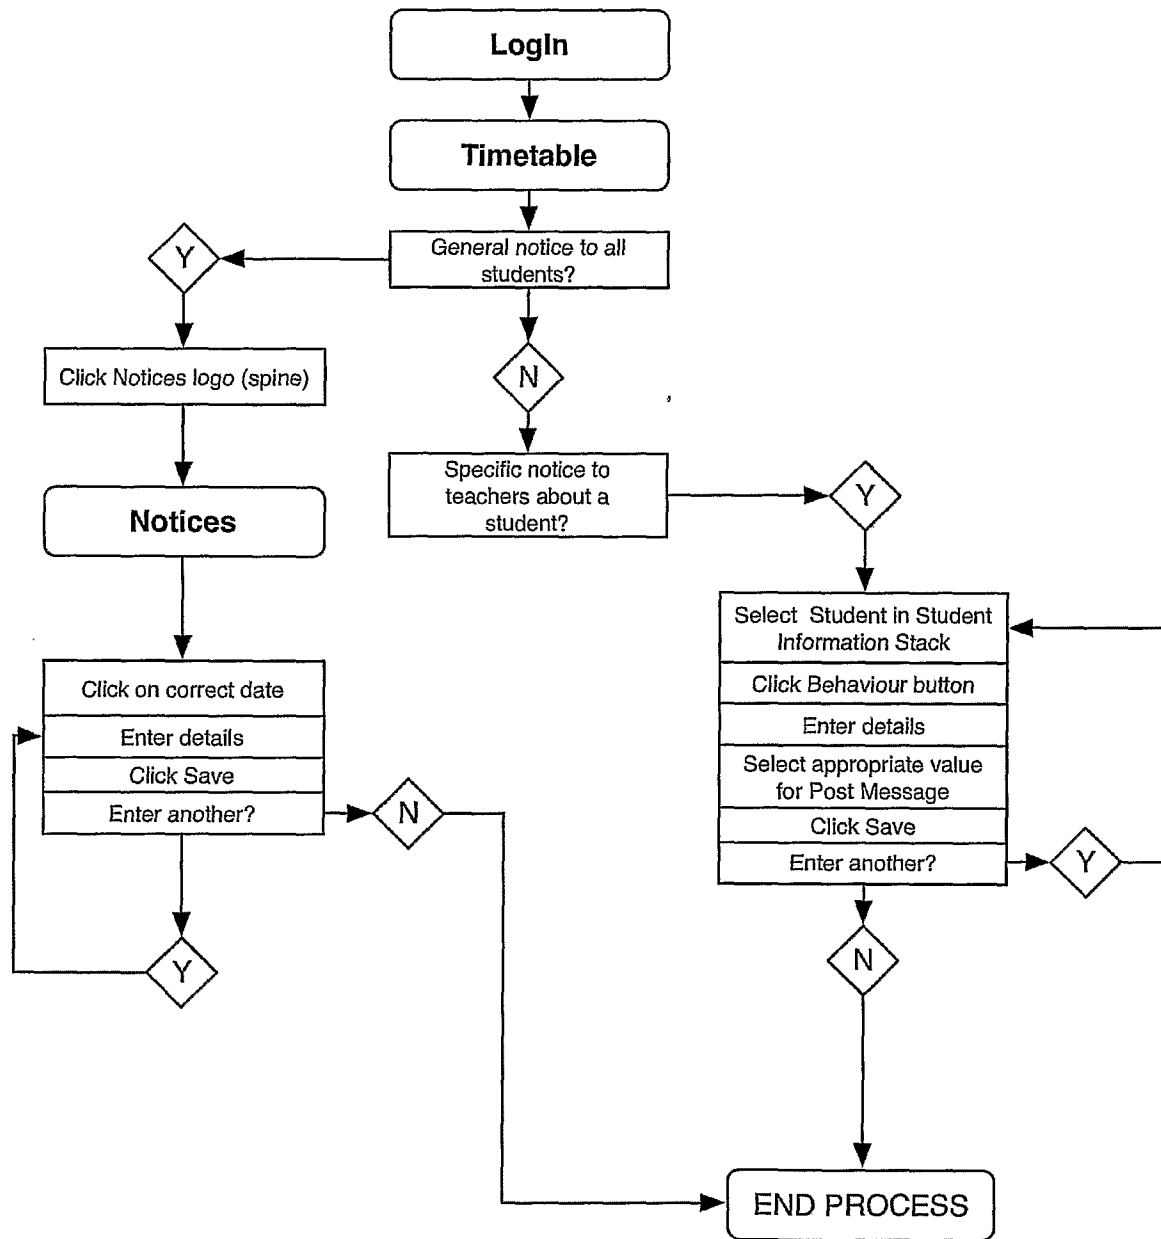 LogIn
Timetable
General notice to all
students?
Y
N
Click Notices logo (spine)
Notices
Click on correct date
Enter details
Click Save
Enter another?
N
Y
Specific notice to
teachers about a
student?
Y
Select Student in Student
Information Stack
Click Behaviour button
Enter details
Select appropriate value
for Post Message
Click Save
Enter another?
Y
N
END PROCESS